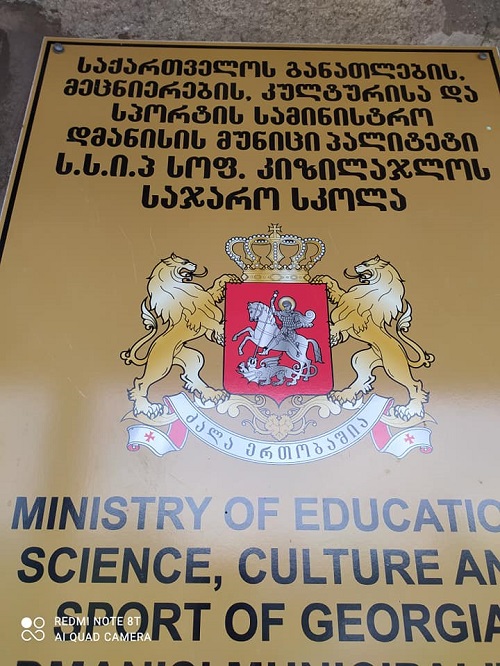 საქართველოს განათლების,
მეცნიერების, კულტურისა და
სპორტის სამინისტრო
დმანისის მუნიციპალიტეტი
ს.ს.ი.პ სოფ. კიზილაჯლოს
საჯარო სკოლა
ძალა ერთობაშია
MINISTRY OF EDUCATIO
SCIENCE, CULTURE AN
SPORT OF GEORGIA
REDMI NOTE 8T
AI QUAD CAMERA